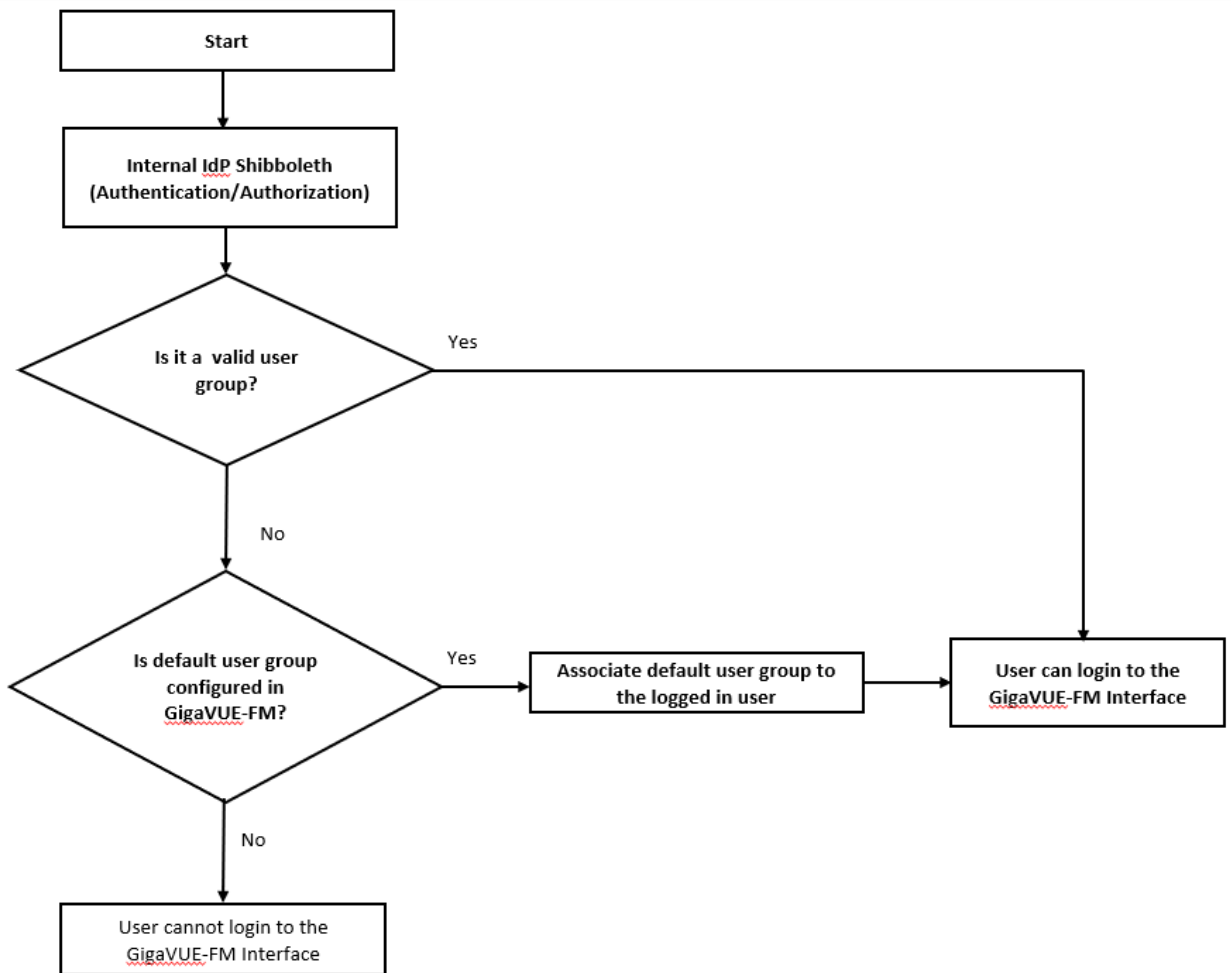 Start
Internal IdP Shibboleth
(Authentication/Authorization)
Is it a  valid user
group?
Yes
No
Is default user group
configured in
GigaVUE-FM?
Yes
Associate default user group to
the logged in user
User can login to the
GigaVUE-FM Interface
No
User cannot login to the
GigaVUE-FM Interface